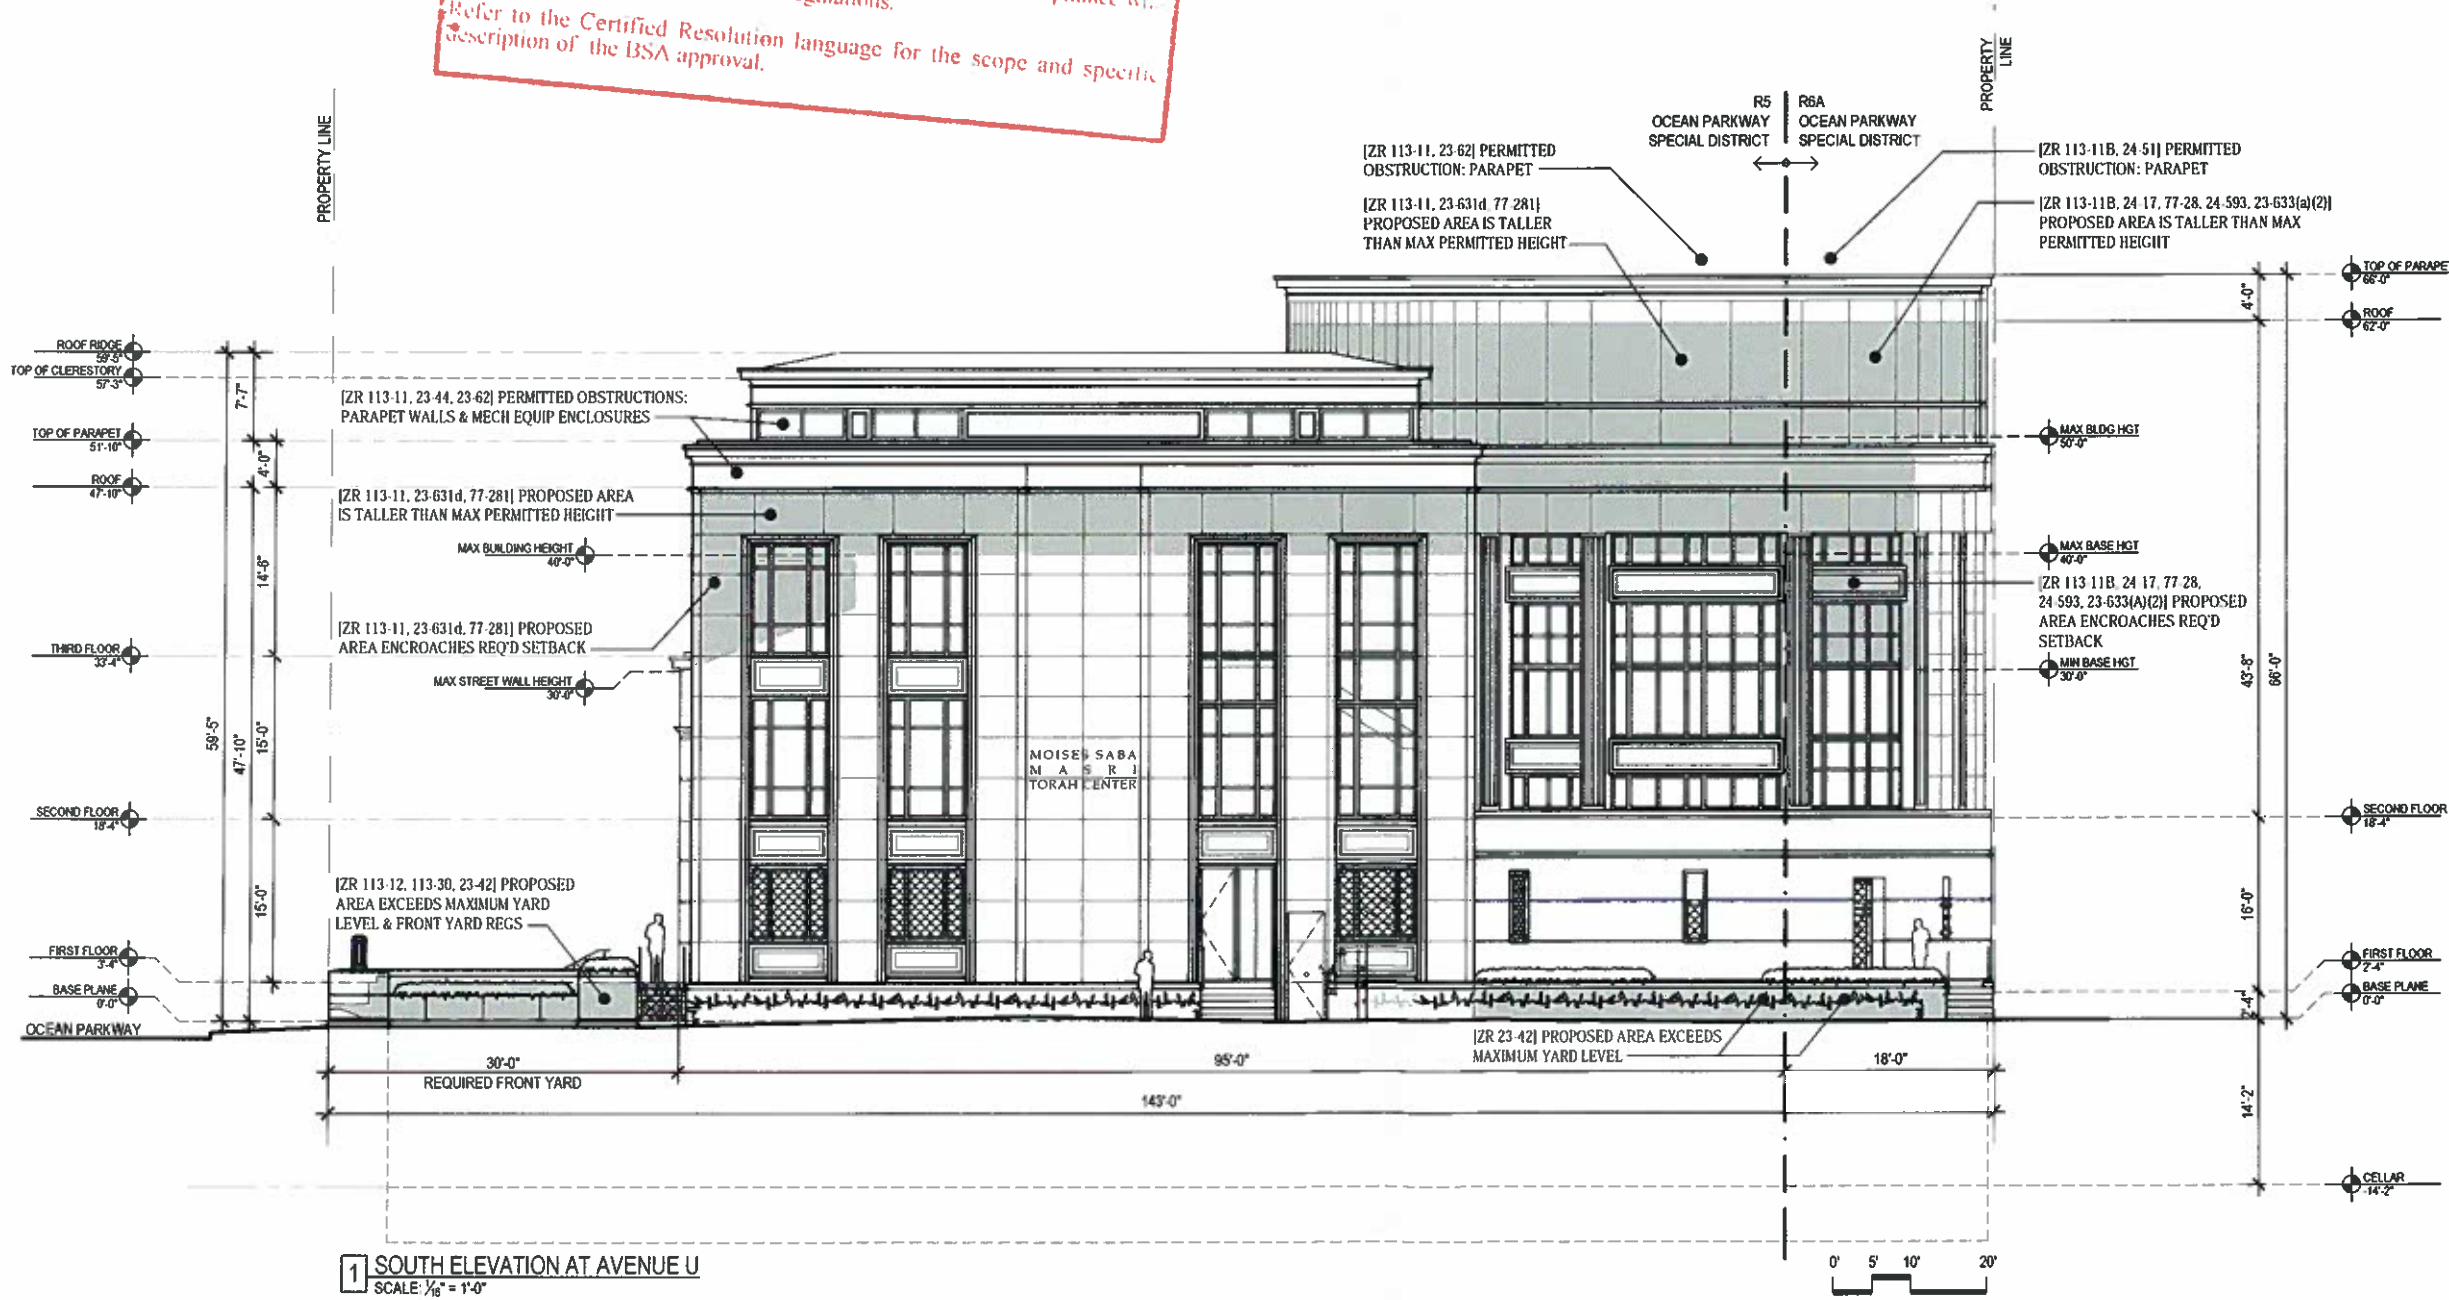 Refer to the Certified Resolution language for the scope and specific
description of the BSA approval.
PROPERTY LINE
PROPERTY
LINE
R5
OCEAN PARKWAY
SPECIAL DISTRICT
R6A
OCEAN PARKWAY
SPECIAL DISTRICT
[ZR 113-11, 23-62] PERMITTED
OBSTRUCTION: PARAPET
[ZR 113-11, 23-631d, 77-281]
PROPOSED AREA IS TALLER
THAN MAX PERMITTED HEIGHT
[ZR 113-11B, 24-51] PERMITTED
OBSTRUCTION: PARAPET
[ZR 113-11B, 24-17, 77-28, 24-593, 23-633(a)(2)]
PROPOSED AREA IS TALLER THAN MAX
PERMITTED HEIGHT
ROOF RIDGE
59'-5"
TOP OF CLERESTORY
57'-3"
TOP OF PARAPET
51'-10"
ROOF
47'-10"
THIRD FLOOR
33'-4"
SECOND FLOOR
18'-4"
FIRST FLOOR
3'-4"
BASE PLANE
0'-0"
OCEAN PARKWAY
7'-7"
4'-0"
14'-6"
15'-0"
15'-0"
47'-10"
59'-5"
[ZR 113-11, 23-44, 23-62] PERMITTED OBSTRUCTIONS:
PARAPET WALLS & MECH EQUIP ENCLOSURES
[ZR 113-11, 23-631d, 77-281] PROPOSED AREA
IS TALLER THAN MAX PERMITTED HEIGHT
MAX BUILDING HEIGHT
40'-0"
[ZR 113-11, 23-631d, 77-281] PROPOSED
AREA ENCROACHES REQ'D SETBACK
MAX STREET WALL HEIGHT
30'-0"
[ZR 113-12, 113-30, 23-42] PROPOSED
AREA EXCEEDS MAXIMUM YARD
LEVEL & FRONT YARD REGS
MOISES SABA
MASRI
TORAH CENTER
MAX BLDG HGT
50'-0"
MAX BASE HGT
40'-0"
[ZR 113-11B, 24-17, 77-28,
24-593, 23-633(A)(2)] PROPOSED
AREA ENCROACHES REQ'D
SETBACK
MIN BASE HGT
30'-0"
4'-0"
43'-8"
66'-0"
16'-0"
2'-4"
14'-2"
TOP OF PARAPE
66'-0"
ROOF
62'-0"
SECOND FLOOR
18'-4"
FIRST FLOOR
2'-4"
BASE PLANE
0'-0"
CELLAR
-14'-2"
[ZR 23-42] PROPOSED AREA EXCEEDS
MAXIMUM YARD LEVEL
30'-0"
REQUIRED FRONT YARD
95'-0"
18'-0"
143'-0"
1 SOUTH ELEVATION AT AVENUE U
SCALE: 1/16" = 1'-0"
0' 5' 10' 20'